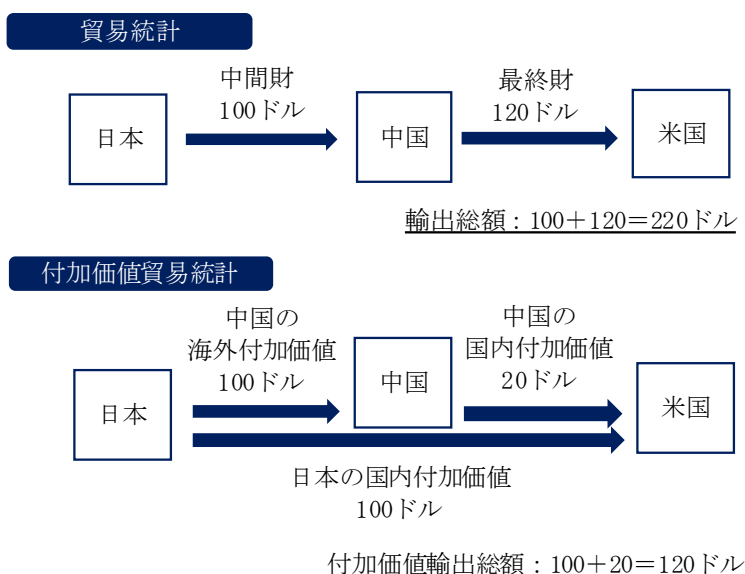 貿易統計
中間財
100ドル
最終財
120ドル
日本
中国
米国
輸出総額：100＋120＝220ドル
付加価値貿易統計
中国の
海外付加価値
100ドル
中国の
国内付加価値
20ドル
日本
中国
米国
日本の国内付加価値
100ドル
付加価値輸出総額：100＋20＝120ドル